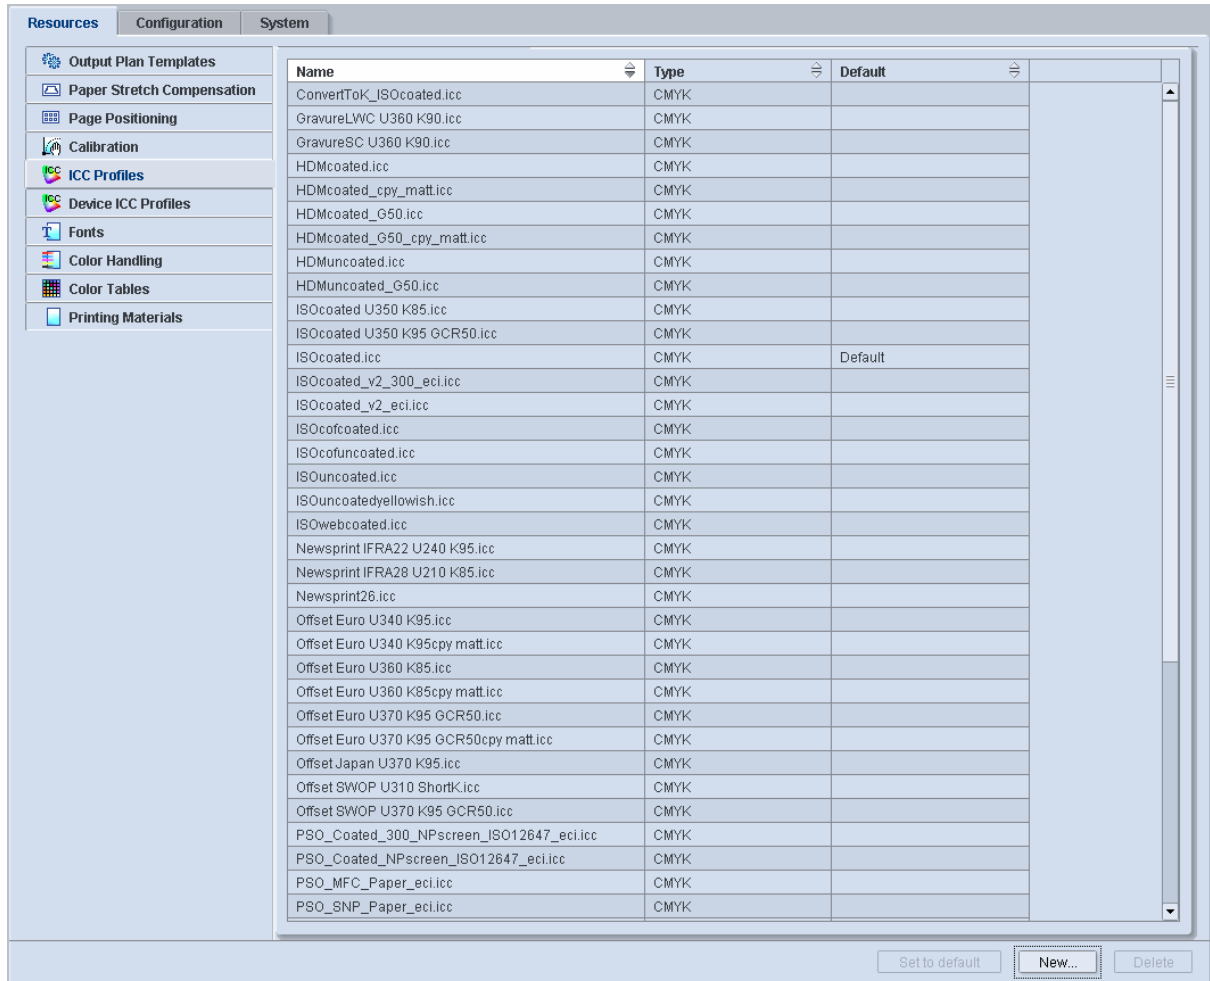 Resources Configuration System
Output Plan Templates
Paper Stretch Compensation
Page Positioning
Calibration
ICC ICC Profiles
ICC Device ICC Profiles
T Fonts
Color Handling
Color Tables
Printing Materials
Name Type Default
ConvertToK_ISOcoated.icc CMYK
GravureLWC U360 K90.icc CMYK
GravureSC U360 K90.icc CMYK
HDMcoated.icc CMYK
HDMcoated_cpy_matt.icc CMYK
HDMcoated_G50.icc CMYK
HDMcoated_G50_cpy_matt.icc CMYK
HDMuncoated.icc CMYK
HDMuncoated_G50.icc CMYK
ISOcoated U350 K85.icc CMYK
ISOcoated U350 K95 GCR50.icc CMYK
ISOcoated.icc CMYK Default
ISOcoated_v2_300_eci.icc CMYK
ISOcoated_v2_eci.icc CMYK
ISOcofcoated.icc CMYK
ISOcofuncoated.icc CMYK
ISOuncoated.icc CMYK
ISOuncoatedyellowish.icc CMYK
ISOwebcoated.icc CMYK
Newsprint IFRA22 U240 K95.icc CMYK
Newsprint IFRA28 U210 K85.icc CMYK
Newsprint26.icc CMYK
Offset Euro U340 K95.icc CMYK
Offset Euro U340 K95cpy matt.icc CMYK
Offset Euro U360 K85.icc CMYK
Offset Euro U360 K85cpy matt.icc CMYK
Offset Euro U370 K95 GCR50.icc CMYK
Offset Euro U370 K95 GCR50cpy matt.icc CMYK
Offset Japan U370 K95.icc CMYK
Offset SWOP U310 ShortK.icc CMYK
Offset SWOP U370 K95 GCR50.icc CMYK
PSO_Coated_300_NPscreen_ISO12647_eci.icc CMYK
PSO_Coated_NPscreen_ISO12647_eci.icc CMYK
PSO_MFC_Paper_eci.icc CMYK
PSO_SNP_Paper_eci.icc CMYK
Set to default New... Delete